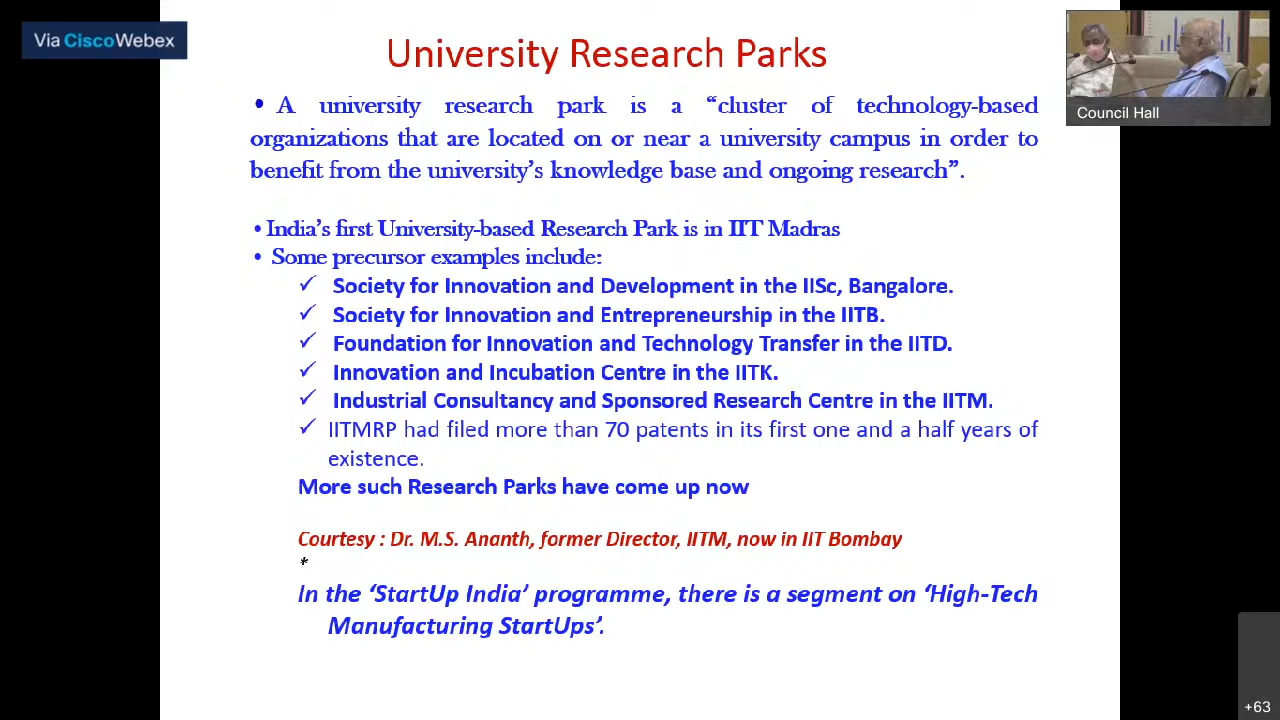 Via CiscoWebex
University Research Parks
Council Hall
• A university research park is a “cluster of technology-based
organizations that are located on or near a university campus in order to
benefit from the university’s knowledge base and ongoing research”.
• India’s first University-based Research Park is in IIT Madras
• Some precursor examples include:
✓ Society for Innovation and Development in the IISc, Bangalore.
✓ Society for Innovation and Entrepreneurship in the IITB.
✓ Foundation for Innovation and Technology Transfer in the IITD.
✓ Innovation and Incubation Centre in the IITK.
✓ Industrial Consultancy and Sponsored Research Centre in the IITM.
✓ IITMRP had filed more than 70 patents in its first one and a half years of
existence.
More such Research Parks have come up now
Courtesy : Dr. M.S. Ananth, former Director, IITM, now in IIT Bombay
*
In the ‘StartUp India’ programme, there is a segment on ‘High-Tech
Manufacturing StartUps’.
+63